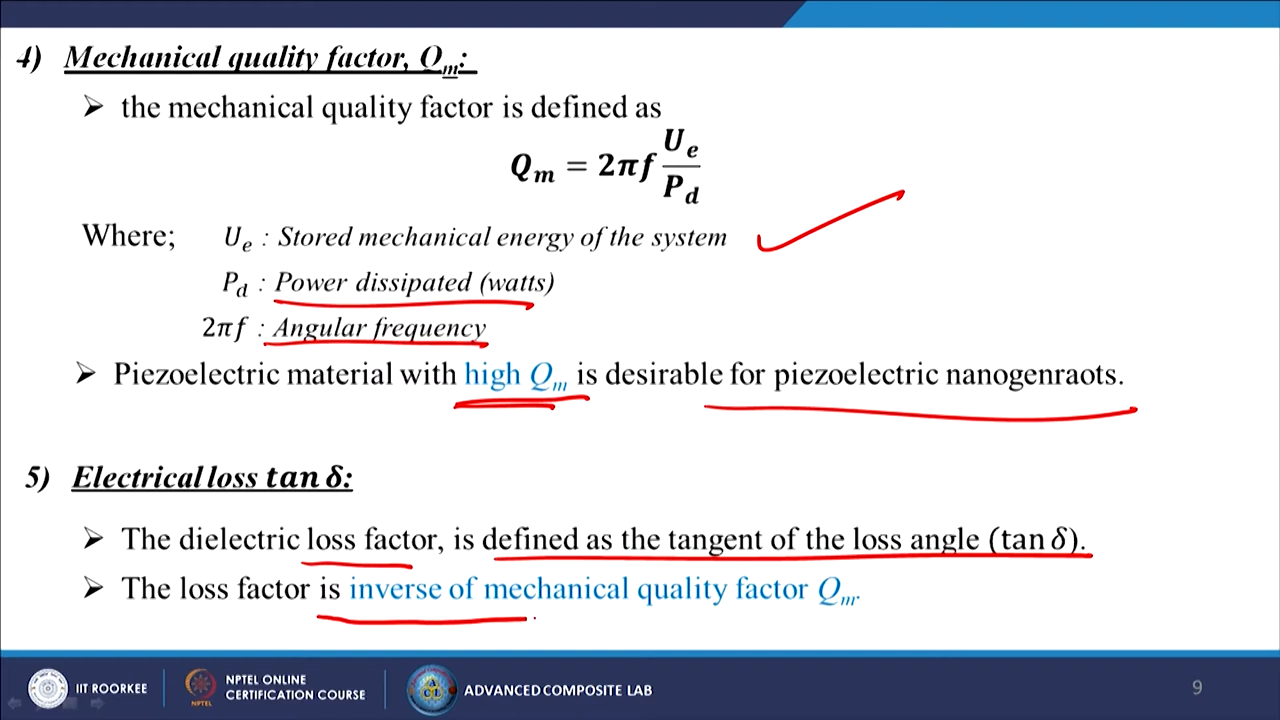 4) Mechanical quality factor, Qm:
➢ the mechanical quality factor is defined as
Qm = 2πf Ue/Pd
Where; Ue : Stored mechanical energy of the system
Pd : Power dissipated (watts)
2πf : Angular frequency
➢ Piezoelectric material with high Qm is desirable for piezoelectric nanogenraots.
5) Electrical loss tan δ:
➢ The dielectric loss factor, is defined as the tangent of the loss angle (tan δ).
➢ The loss factor is inverse of mechanical quality factor Qm.
IIT ROORKEE
NPTEL ONLINE
CERTIFICATION COURSE
NPTEL
ACL
ADVANCED COMPOSITE LAB
9